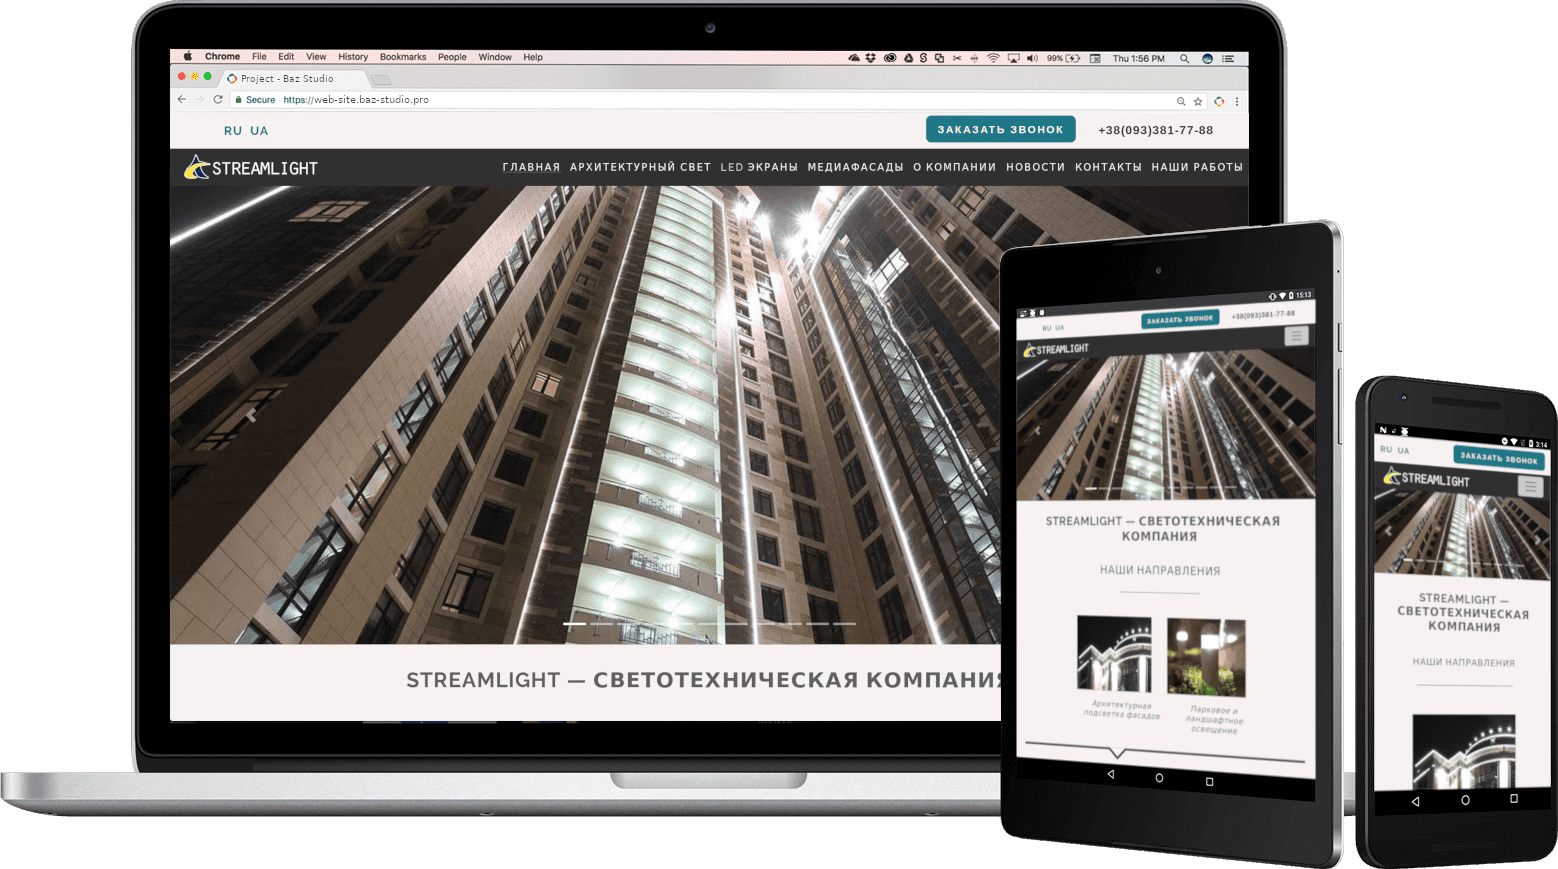 Chrome File Edit View History Bookmarks People Window Help 99% Thu 1:56 PM
Project - Baz Studio
Secure https://web-site.baz-studio.pro
RU UA ЗАКАЗАТЬ ЗВОНОК +38(093)381-77-88
STREAMLIGHT ГЛАВНАЯ АРХИТЕКТУРНЫЙ СВЕТ LED ЭКРАНЫ МЕДИАФАСАДЫ О КОМПАНИИ НОВОСТИ КОНТАКТЫ НАШИ РАБОТЫ
STREAMLIGHT — СВЕТОТЕХНИЧЕСКАЯ КОМПАНИЯ
15:13
RU UA ЗАКАЗАТЬ ЗВОНОК +38(093)381-77-88
STREAMLIGHT
STREAMLIGHT — СВЕТОТЕХНИЧЕСКАЯ
КОМПАНИЯ
НАШИ НАПРАВЛЕНИЯ
Архитектурная
подсветка фасадов
Парковое и
ландшафтное
освещение
3:14
RU UA ЗАКАЗАТЬ ЗВОНОК
STREAMLIGHT
STREAMLIGHT —
СВЕТОТЕХНИЧЕСКАЯ
КОМПАНИЯ
НАШИ НАПРАВЛЕНИЯ